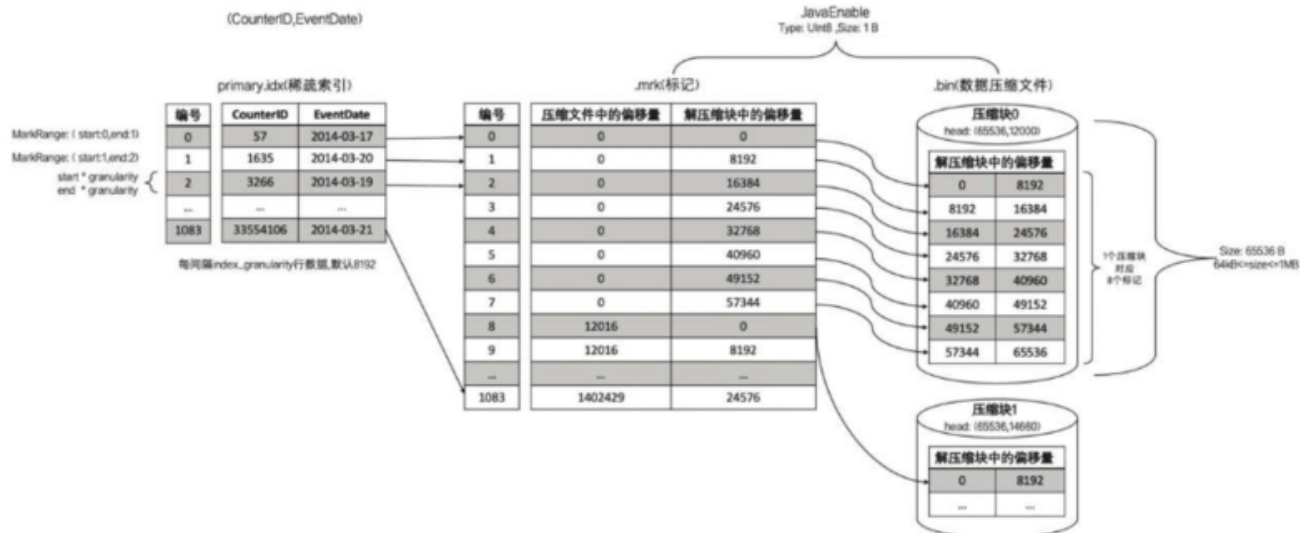 (CounterID,EventDate)
JavaEnable
Type: UInt8 ,Size: 1 B
primary.idx(稀疏索引)
.mrk(标记)
.bin(数据压缩文件)
编号 CounterID EventDate
MarkRange: ( start:0,end:1)
0 57 2014-03-17
MarkRange: ( start:1,end:2)
1 1635 2014-03-20
start * granularity
end * granularity
2 3266 2014-03-19
... ... ...
1083 33554106 2014-03-21
每间隔index_granularity行数据,默认8192
编号 压缩文件中的偏移量 解压缩块中的偏移量
0 0 0
1 0 8192
2 0 16384
3 0 24576
4 0 32768
5 0 40960
6 0 49152
7 0 57344
8 12016 0
9 12016 8192
... ... ...
1083 1402429 24576
压缩块0
head: (65536,12000)
解压缩块中的偏移量
0 8192
8192 16384
16384 24576
24576 32768
32768 40960
40960 49152
49152 57344
57344 65536
1个压缩块
对应
8个标记
Size: 65536 B
64kB<=size<=1MB
压缩块1
head: (65536,14660)
解压缩块中的偏移量
0 8192
... ...